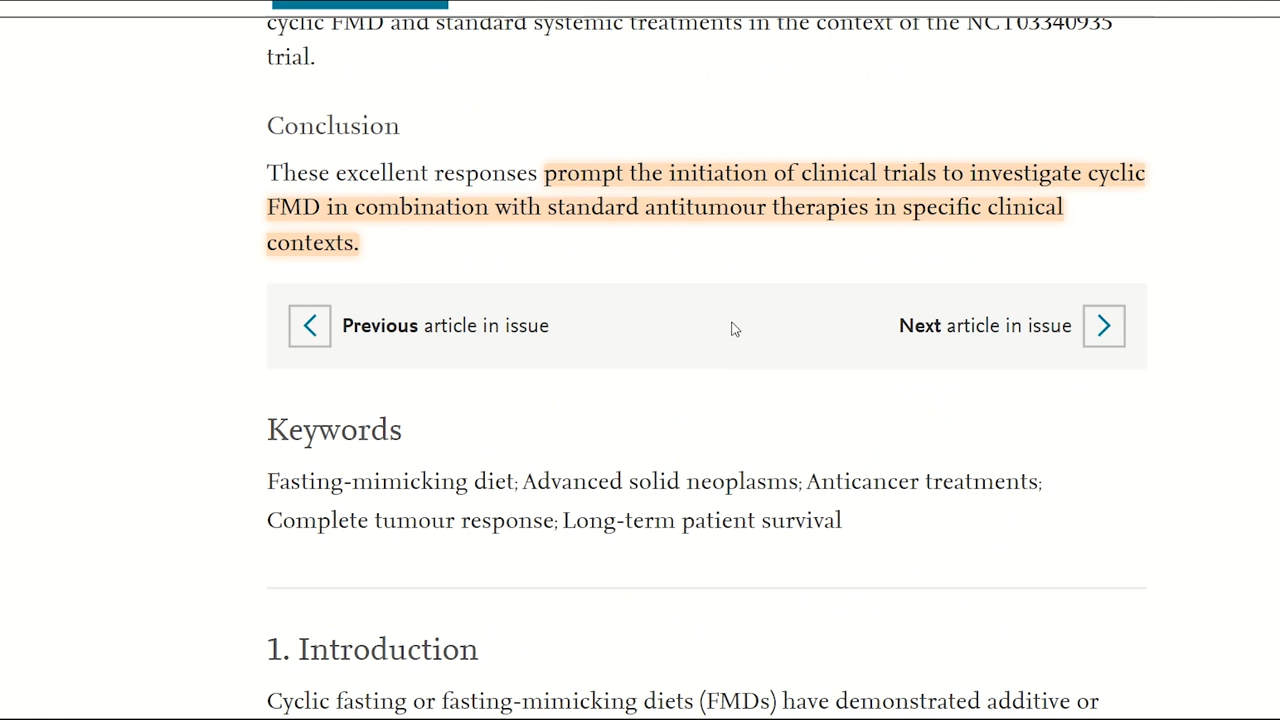 cyclic FMD and standard systemic treatments in the context of the NCT03340935
trial.
Conclusion
These excellent responses prompt the initiation of clinical trials to investigate cyclic
FMD in combination with standard antitumour therapies in specific clinical
contexts.
Previous article in issue
Next article in issue
Keywords
Fasting-mimicking diet; Advanced solid neoplasms; Anticancer treatments;
Complete tumour response; Long-term patient survival
1. Introduction
Cyclic fasting or fasting-mimicking diets (FMDs) have demonstrated additive or